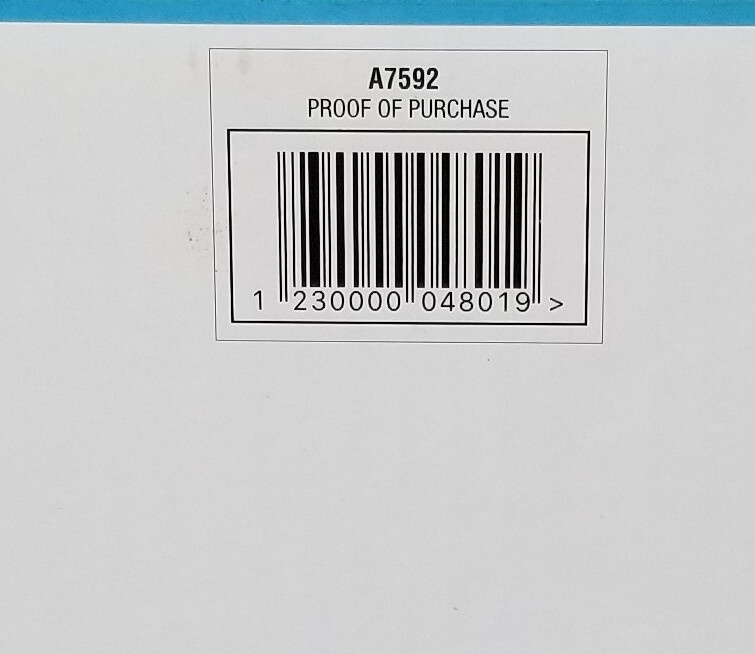 A7592
PROOF OF PURCHASE
1 230000 048019 >